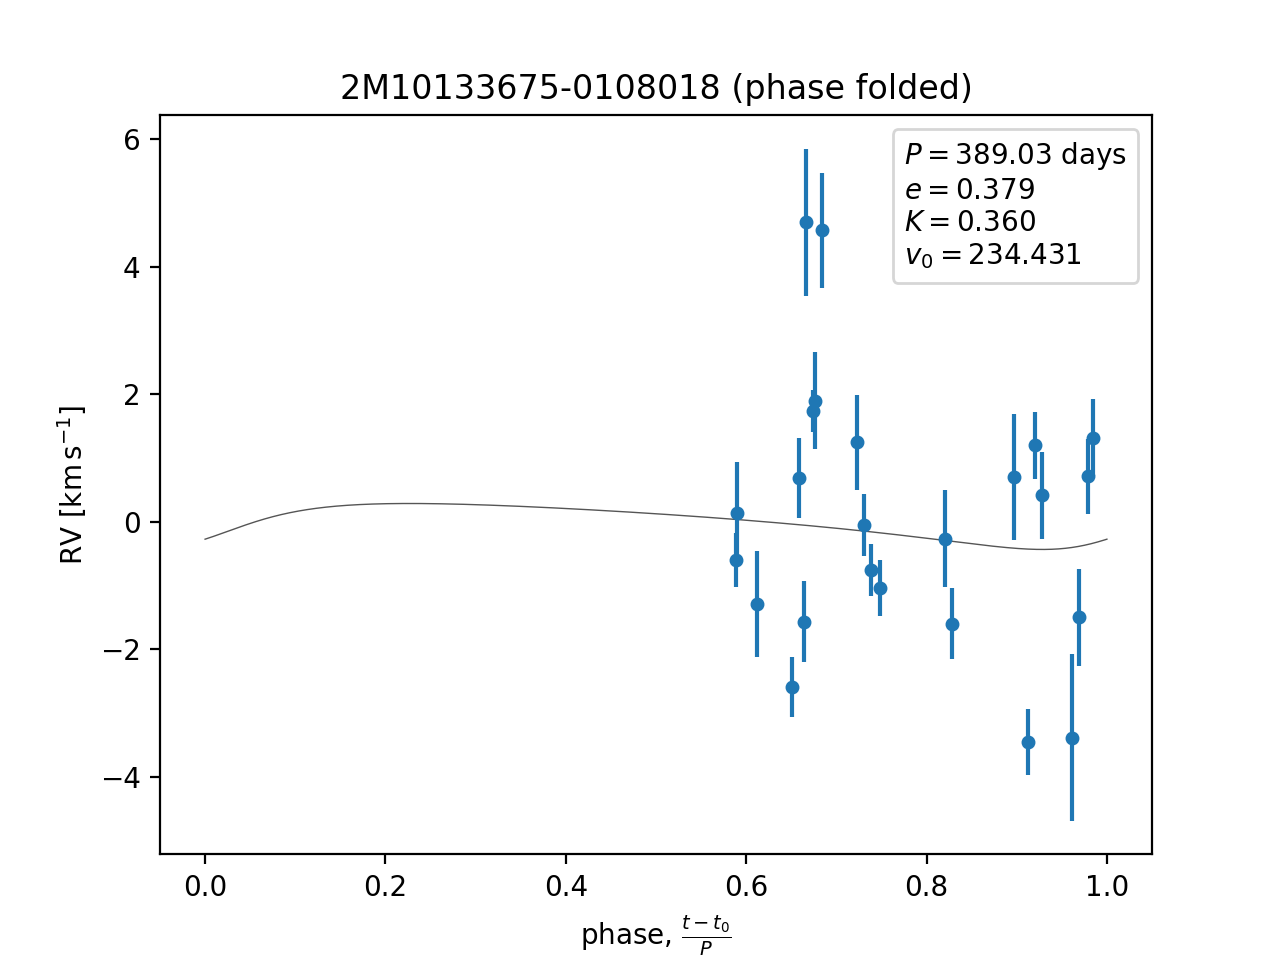 2M10133675-0108018 (phase folded)
P = 389.03 days
e = 0.379
K = 0.360
v₀ = 234.431
RV [km s⁻¹]
6
4
2
0
−2
−4
0.0 0.2 0.4 0.6 0.8 1.0
phase, (t − t₀)/P